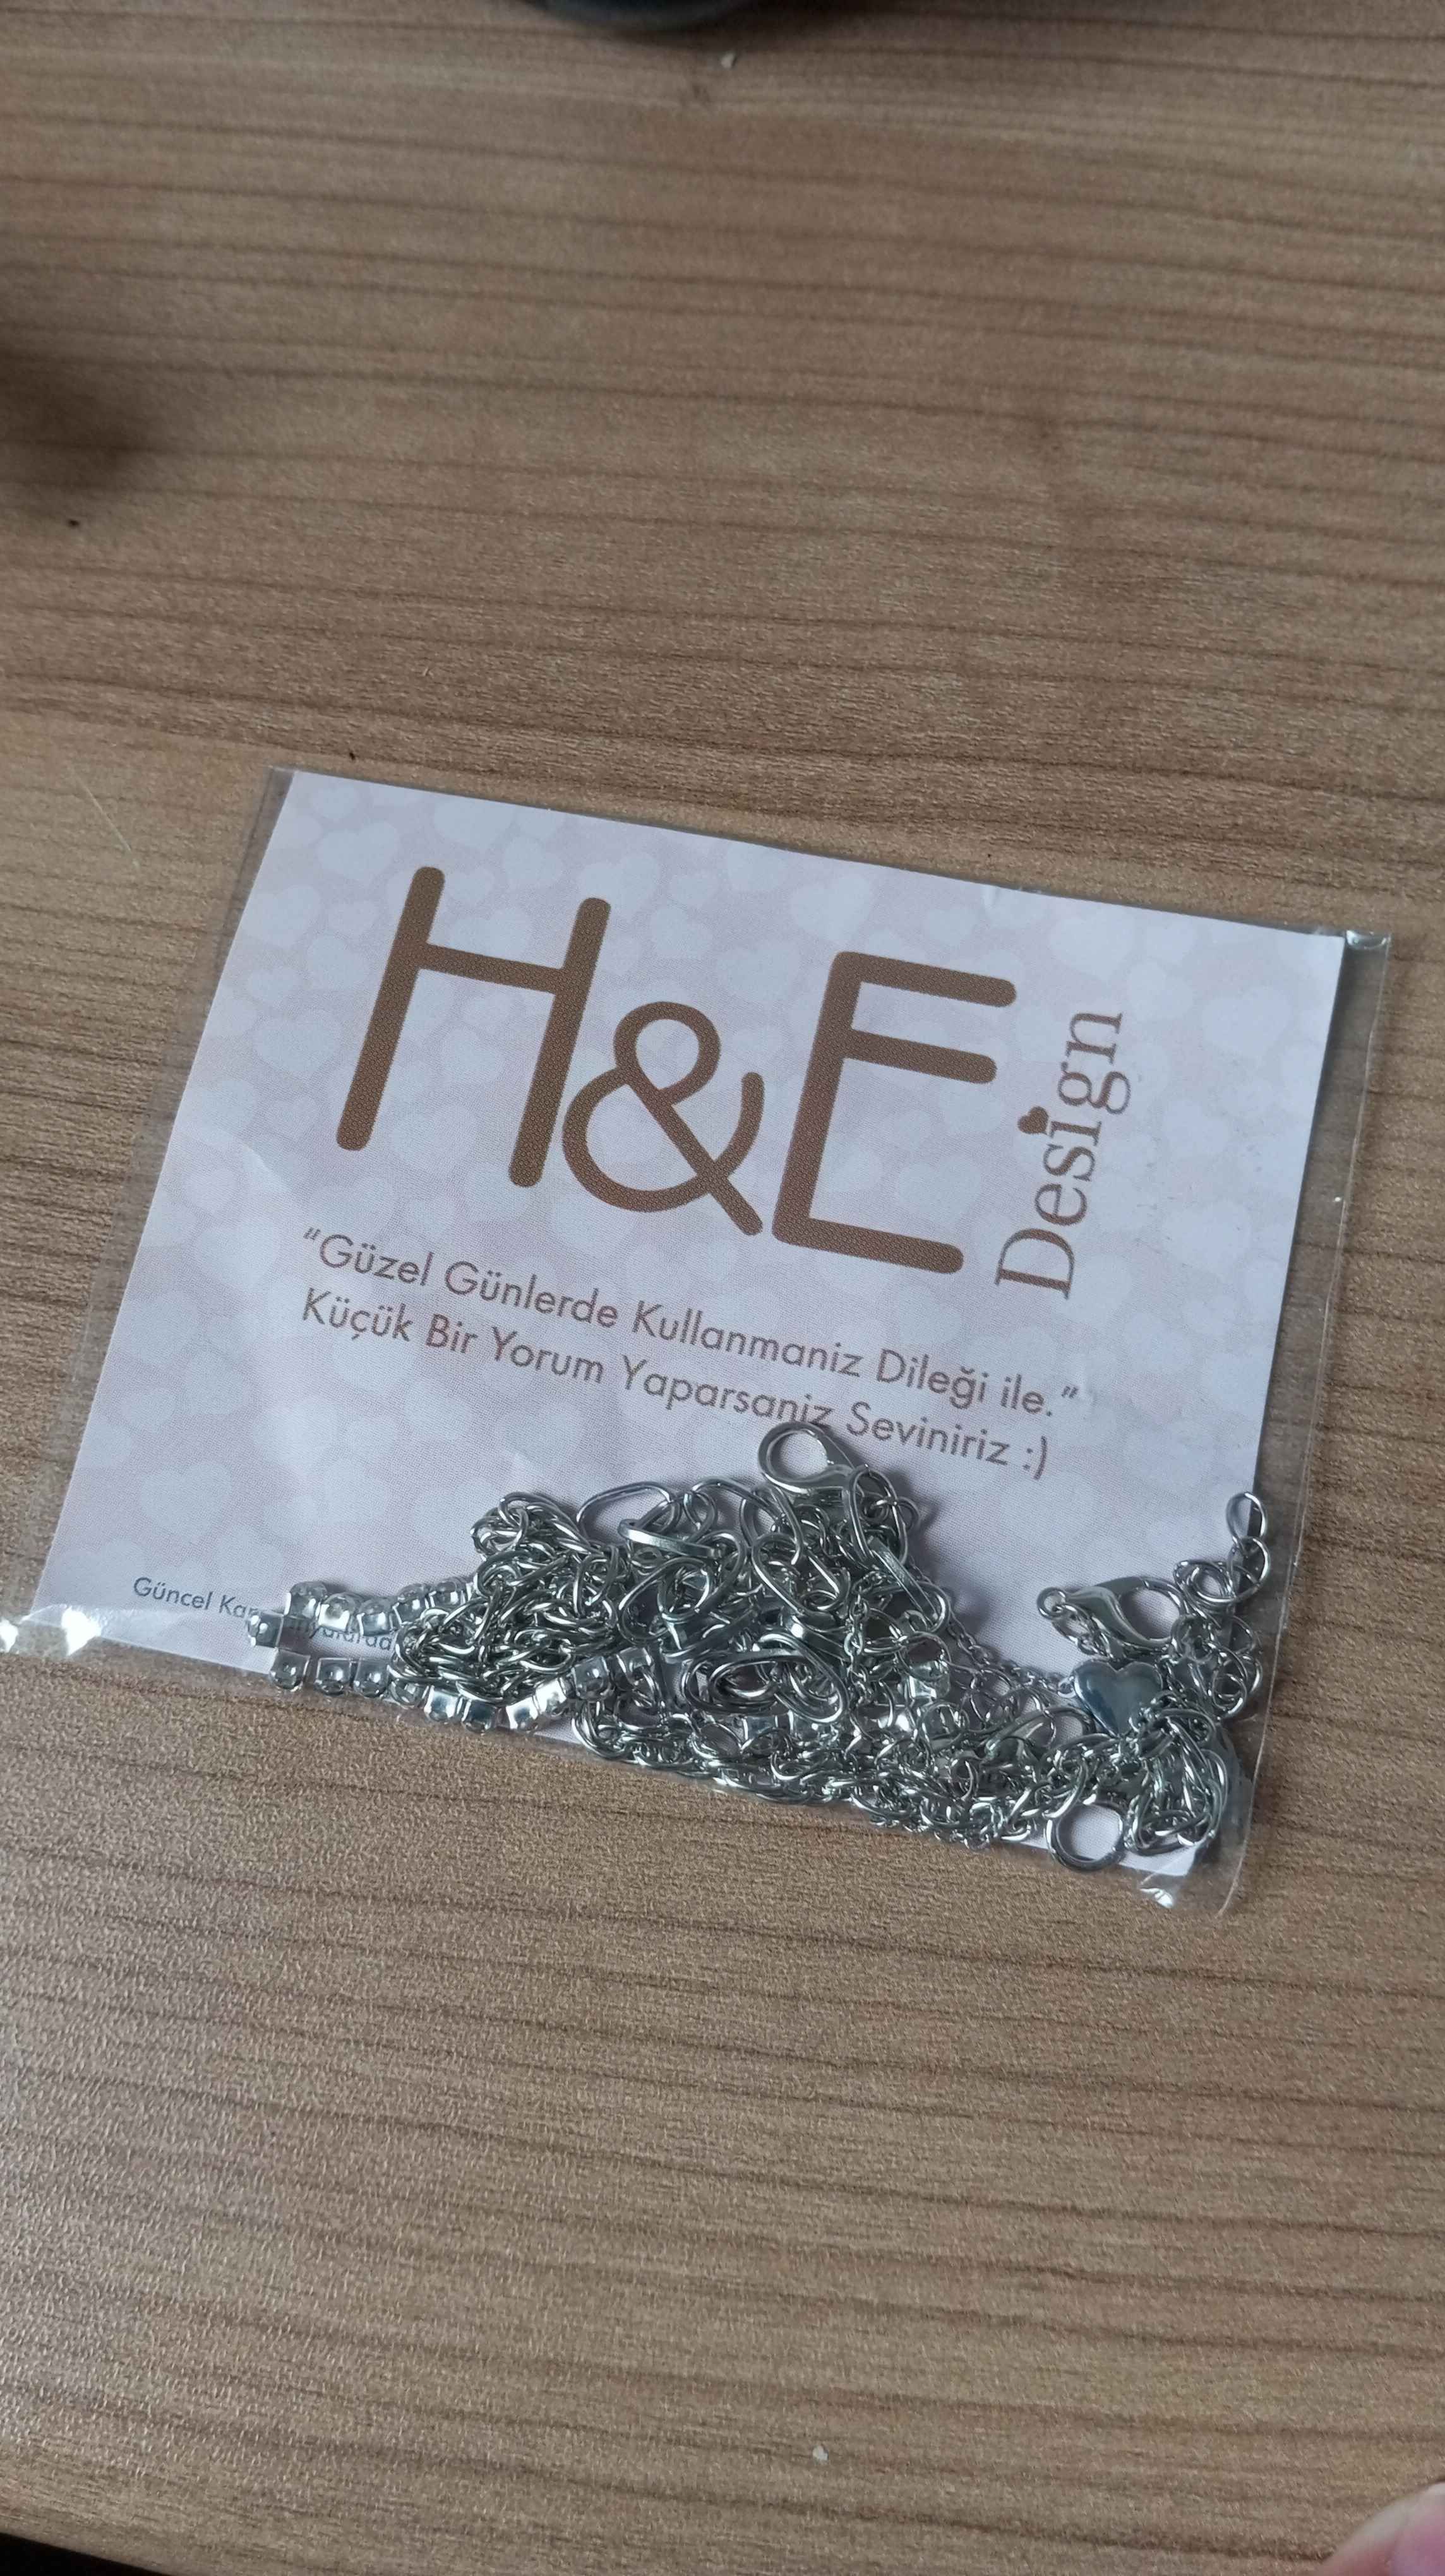 H&E Design
"Güzel Günlerde Kullanmaniz Dileği ile."
Küçük Bir Yorum Yaparsaniz Seviniriz :)
Güncel